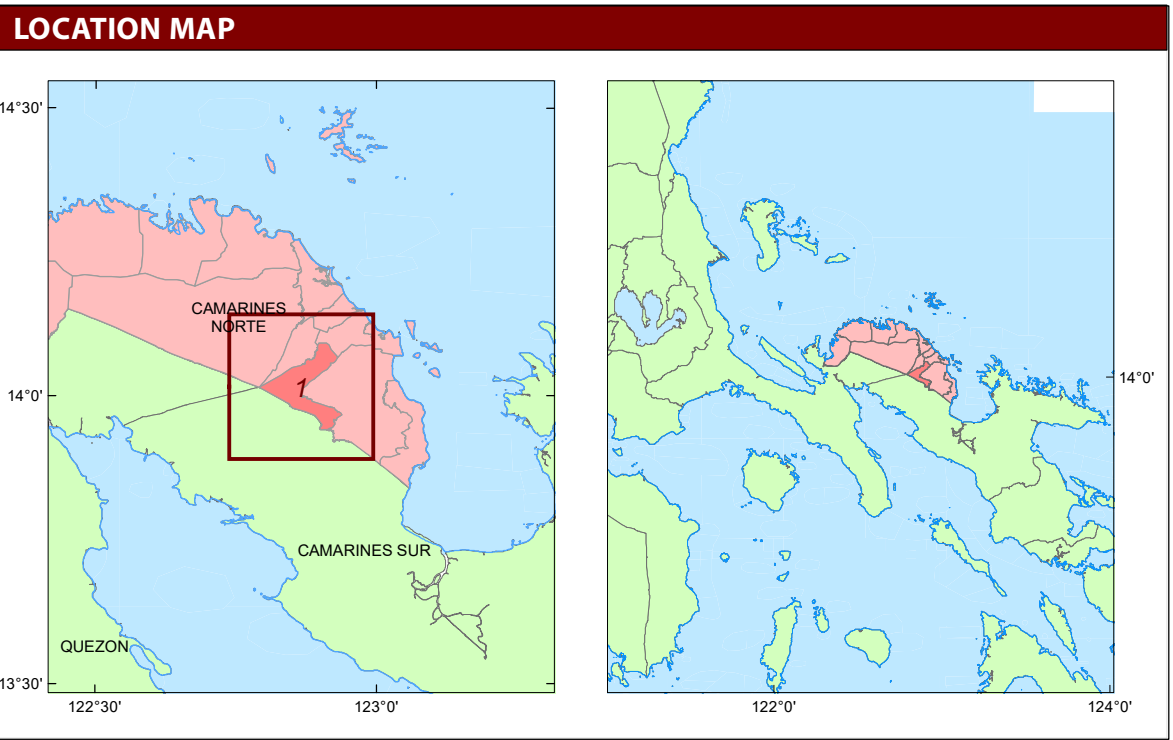 LOCATION MAP
14°30'
CAMARINES
NORTE
1
14°0'
14°0'
CAMARINES SUR
QUEZON
13°30'
122°30'
123°0'
122°0'
124°0'